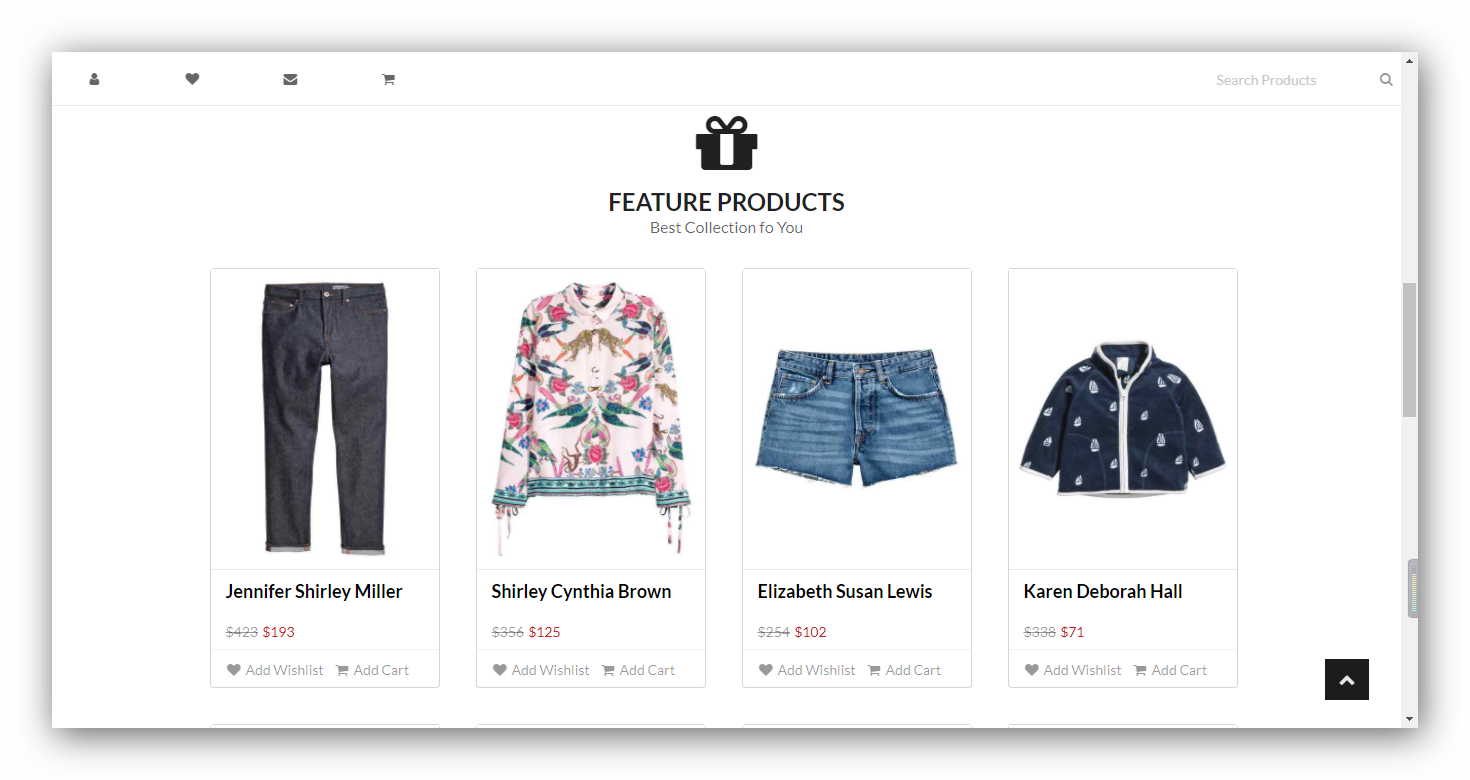 Search Products
FEATURE PRODUCTS
Best Collection fo You
Jennifer Shirley Miller
$423 $193
Add Wishlist Add Cart
Shirley Cynthia Brown
$356 $125
Add Wishlist Add Cart
Elizabeth Susan Lewis
$254 $102
Add Wishlist Add Cart
Karen Deborah Hall
$338 $71
Add Wishlist Add Cart